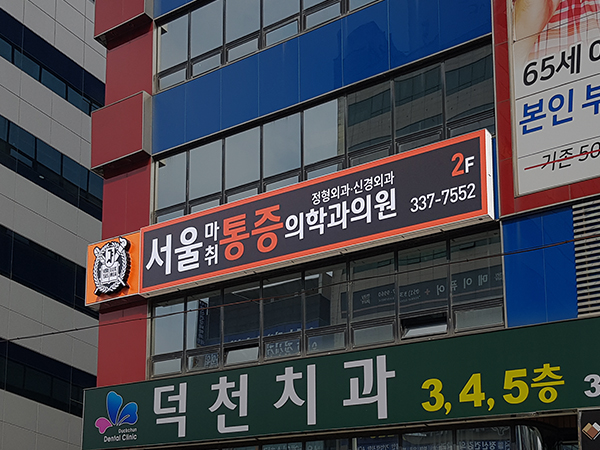 65세 이
본인 부
기존 50
정형외과·신경외과
2F
서울마취통증의학과의원
337-7552
덕천치과
3,4,5층
3
Duckchun
Dental Clinic